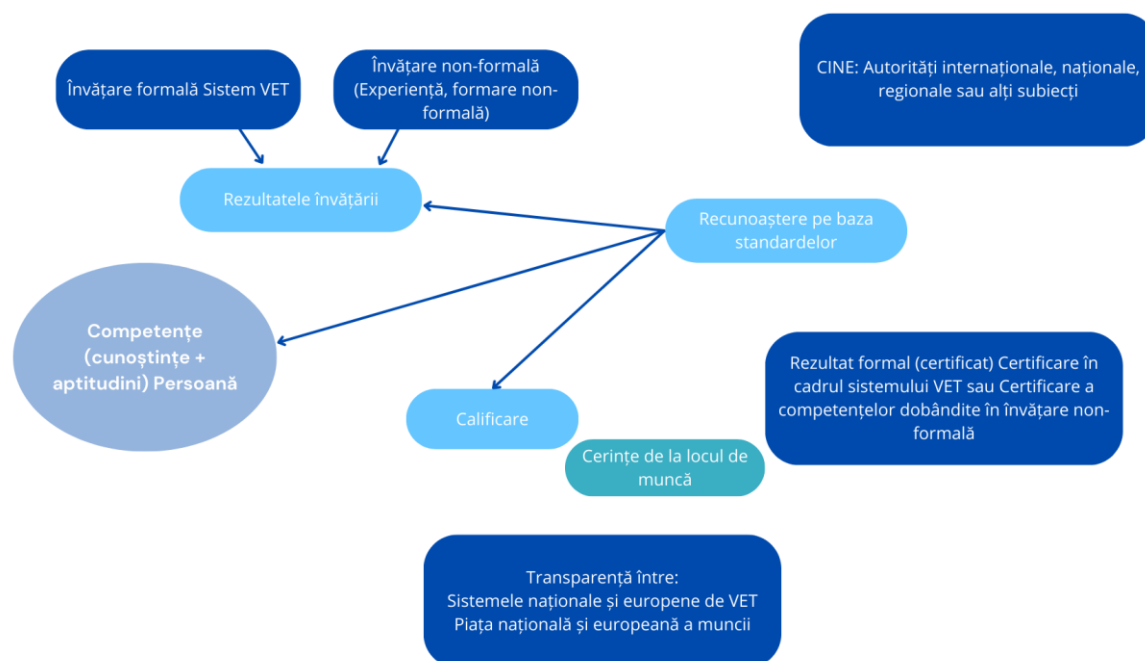 Învățare formală Sistem VET
Învățare non-formală
(Experiență, formare non-
formală)
CINE: Autorități internaționale, naționale,
regionale sau alți subiecți
Rezultatele învățării
Recunoaștere pe baza
standardelor
Competențe
(cunoștințe +
aptitudini) Persoană
Rezultat formal (certificat) Certificare în
cadrul sistemului VET sau Certificare a
competențelor dobândite în învățare non-
formală
Calificare
Cerințe de la locul de
muncă
Transparență între:
Sistemele naționale și europene de VET
Piața națională și europeană a muncii